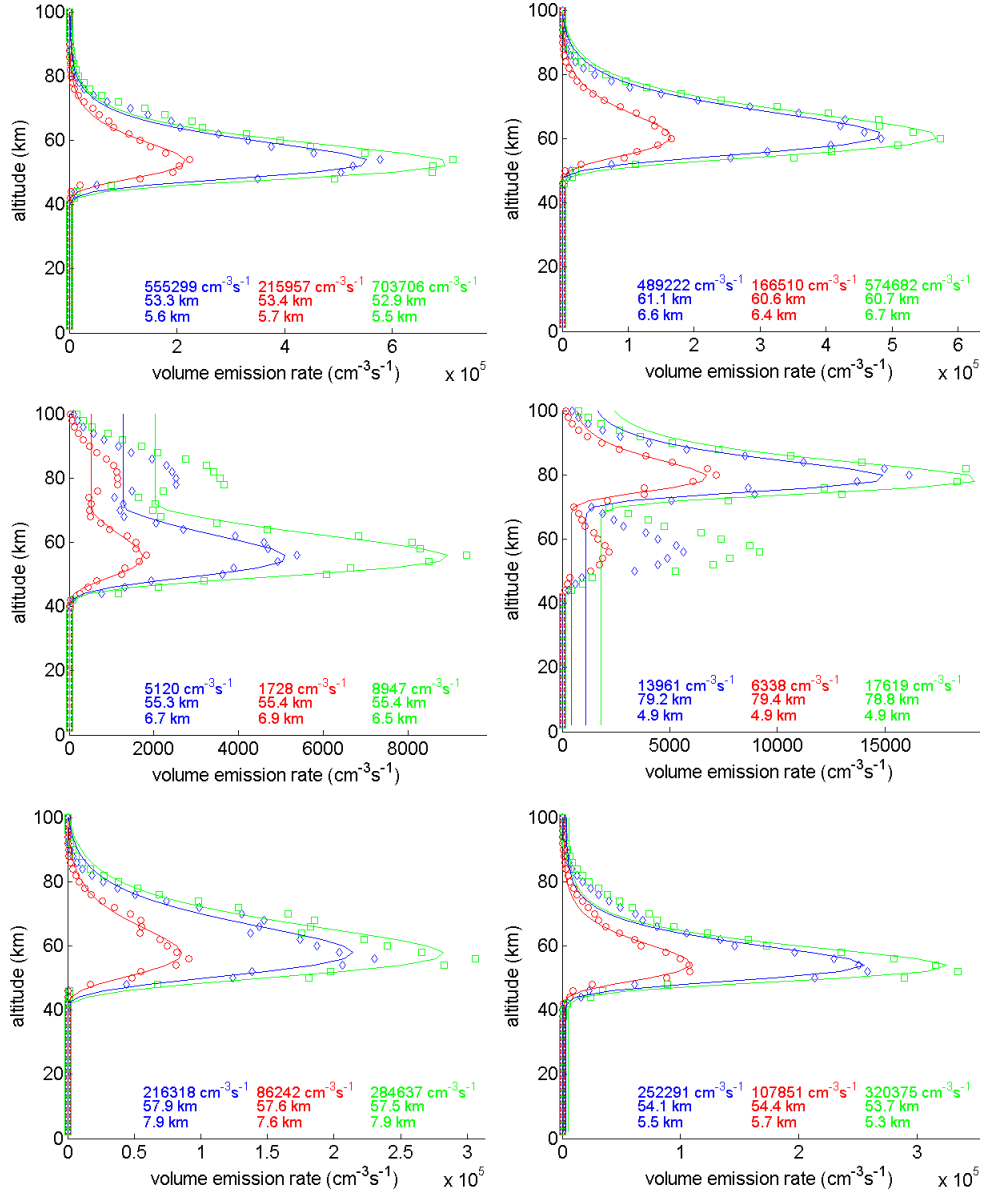 100
80
60
40
20
0
altitude (km)
555299 cm⁻³s⁻¹ 215957 cm⁻³s⁻¹ 703706 cm⁻³s⁻¹
53.3 km 53.4 km 52.9 km
5.6 km 5.7 km 5.5 km
0 2 4 6
volume emission rate (cm⁻³s⁻¹) x 10⁵
100
80
60
40
20
0
altitude (km)
489222 cm⁻³s⁻¹ 166510 cm⁻³s⁻¹ 574682 cm⁻³s⁻¹
61.1 km 60.6 km 60.7 km
6.6 km 6.4 km 6.7 km
0 1 2 3 4 5 6
volume emission rate (cm⁻³s⁻¹) x 10⁵
100
80
60
40
20
0
altitude (km)
5120 cm⁻³s⁻¹ 1728 cm⁻³s⁻¹ 8947 cm⁻³s⁻¹
55.3 km 55.4 km 55.4 km
6.7 km 6.9 km 6.5 km
0 2000 4000 6000 8000
volume emission rate (cm⁻³s⁻¹)
100
80
60
40
20
0
altitude (km)
13961 cm⁻³s⁻¹ 6338 cm⁻³s⁻¹ 17619 cm⁻³s⁻¹
79.2 km 79.4 km 78.8 km
4.9 km 4.9 km 4.9 km
0 5000 10000 15000
volume emission rate (cm⁻³s⁻¹)
100
80
60
40
20
0
altitude (km)
216318 cm⁻³s⁻¹ 86242 cm⁻³s⁻¹ 284637 cm⁻³s⁻¹
57.9 km 57.6 km 57.5 km
7.9 km 7.6 km 7.9 km
0 0.5 1 1.5 2 2.5 3
volume emission rate (cm⁻³s⁻¹) x 10⁵
100
80
60
40
20
0
altitude (km)
252291 cm⁻³s⁻¹ 107851 cm⁻³s⁻¹ 320375 cm⁻³s⁻¹
54.1 km 54.4 km 53.7 km
5.5 km 5.7 km 5.3 km
0 1 2 3
volume emission rate (cm⁻³s⁻¹) x 10⁵